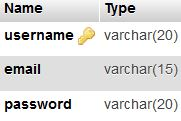 Name Type
username varchar(20)
email varchar(15)
password varchar(20)